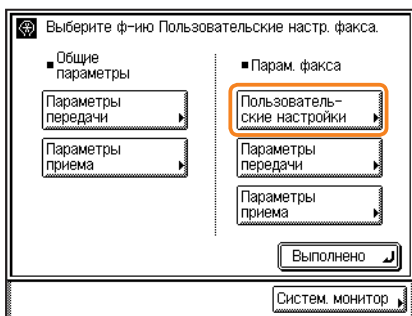 Выберите ф-ию Пользовательские настр. факса.
■ Общие
параметры
Параметры
передачи
Параметры
приема
■ Парам. факса
Пользователь-
ские настройки
Параметры
передачи
Параметры
приема
Выполнено
Систем. монитор